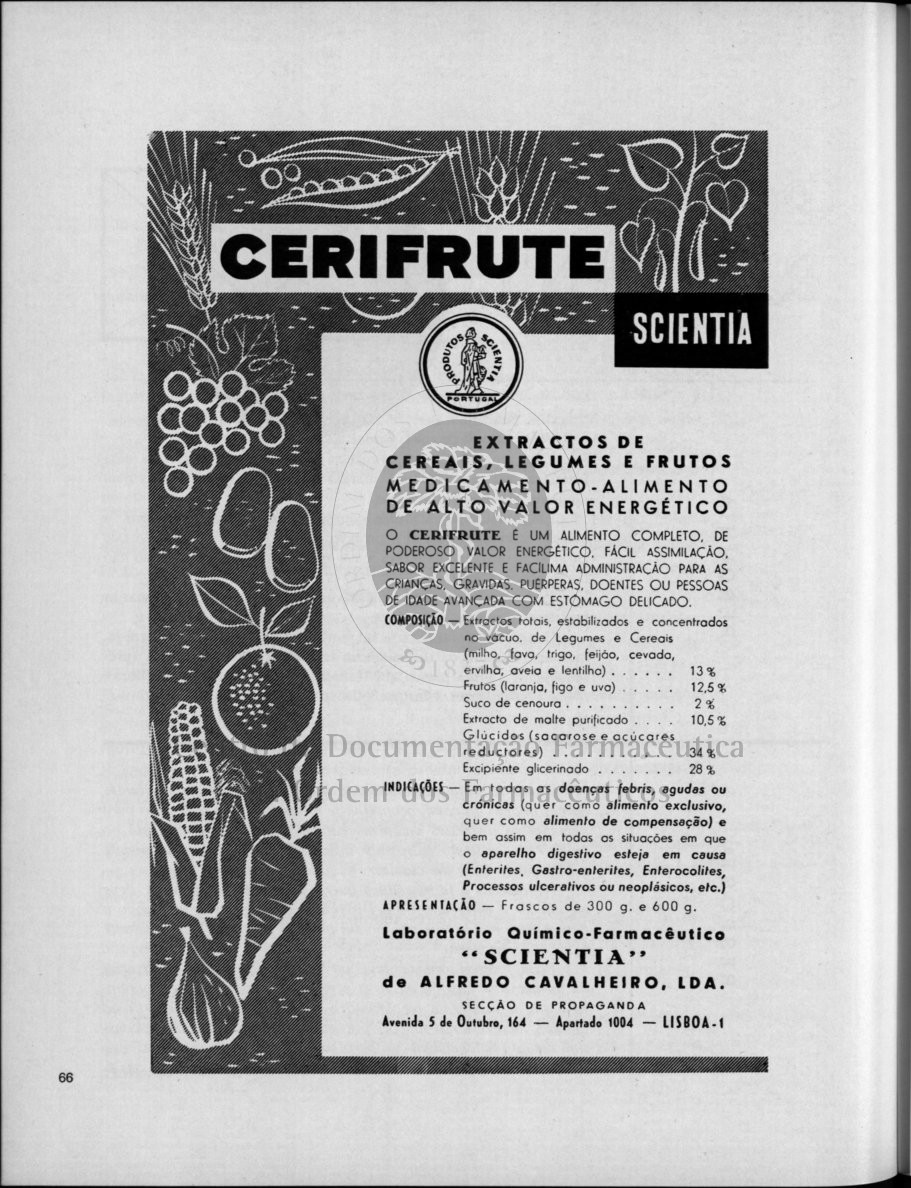 CERIFRUTE
SCIENTIA
PRODUTOS SCIENTIA
PORTUGAL
EXTRACTOS DE
CEREAIS, LEGUMES E FRUTOS
MEDICAMENTO-ALIMENTO
DE ALTO VALOR ENERGÉTICO
O CERIFRUTE É UM ALIMENTO COMPLETO, DE
PODEROSO VALOR ENERGÉTICO, FÁCIL ASSIMILAÇÃO,
SABOR EXCELENTE E FACÍLIMA ADMINISTRAÇÃO PARA AS
CRIANÇAS, GRAVIDAS, PUÉRPERAS, DOENTES OU PESSOAS
DE IDADE AVANÇADA COM ESTÔMAGO DELICADO.
COMPOSIÇÃO — Extractos totais, estabilizados e concentrados
no vacuo, de Legumes e Cereais
(milho, fava, trigo, feijão, cevada,
ervilha, aveia e lentilha) . . . . . . 13 %
Frutos (laranja, figo e uva) . . . . . 12,5 %
Suco de cenoura . . . . . . . . . . 2 %
Extracto de malte purificado . . . . 10,5 %
Glúcidos (sacarose e açúcares
reductores) . . . . . . . . . . . 34 %
Excipiente glicerinado . . . . . . . 28 %
Documentação Farmacêutica
Ordem dos Farmacêuticos
INDICAÇÕES — Em todas as doenças febris, agudas ou
crónicas (quer como alimento exclusivo,
quer como alimento de compensação) e
bem assim em todas as situações em que
o aparelho digestivo esteja em causa
(Enterites, Gastro-enterites, Enterocolites,
Processos ulcerativos ou neoplásicos, etc.)
APRESENTAÇÃO — Frascos de 300 g. e 600 g.
Laboratório Químico-Farmacêutico
“SCIENTIA”
de ALFREDO CAVALHEIRO, LDA.
SECÇÃO DE PROPAGANDA
Avenida 5 de Outubro, 164 — Apartado 1004 — LISBOA-1
66